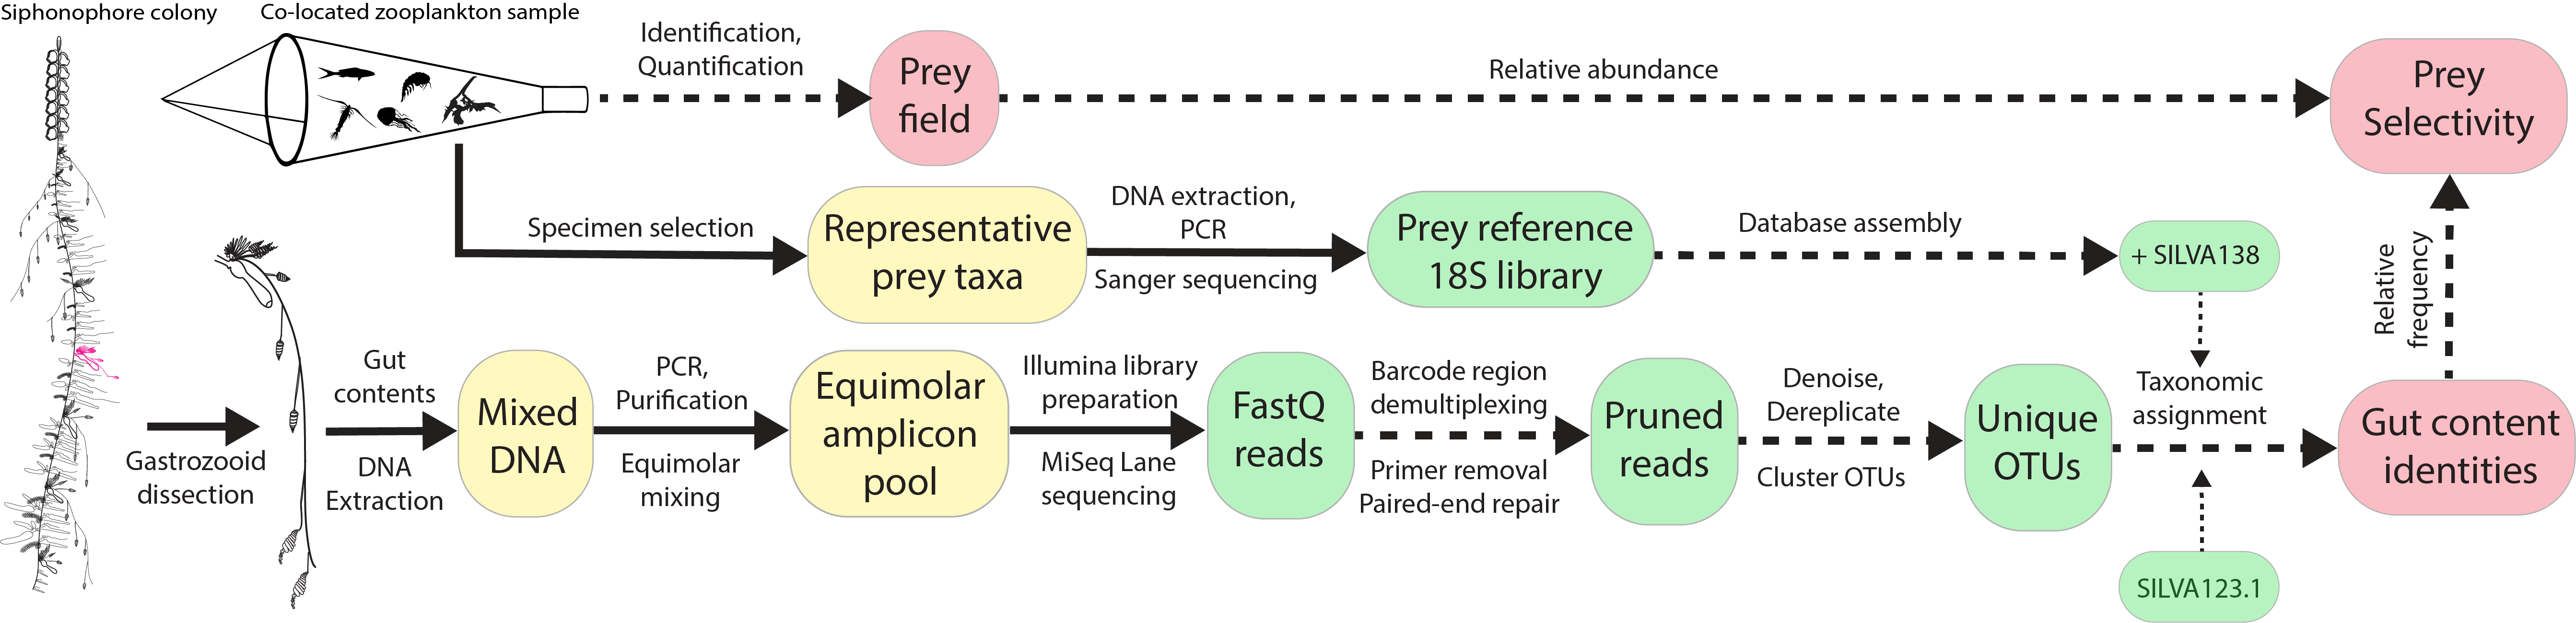 Siphonophore colony
Co-located zooplankton sample
Identification,
Quantification
Prey
field
Relative abundance
Prey
Selectivity
Specimen selection
Representative
prey taxa
DNA extraction,
PCR
Sanger sequencing
Prey reference
18S library
Database assembly
+ SILVA138
Relative
frequency
Gastrozooid
dissection
Gut
contents
DNA
Extraction
Mixed
DNA
PCR,
Purification
Equimolar
mixing
Equimolar
amplicon
pool
Illumina library
preparation
MiSeq Lane
sequencing
FastQ
reads
Barcode region
demultiplexing
Primer removal
Paired-end repair
Pruned
reads
Denoise,
Dereplicate
Cluster OTUs
Unique
OTUs
Taxonomic
assignment
Gut content
identities
SILVA123.1